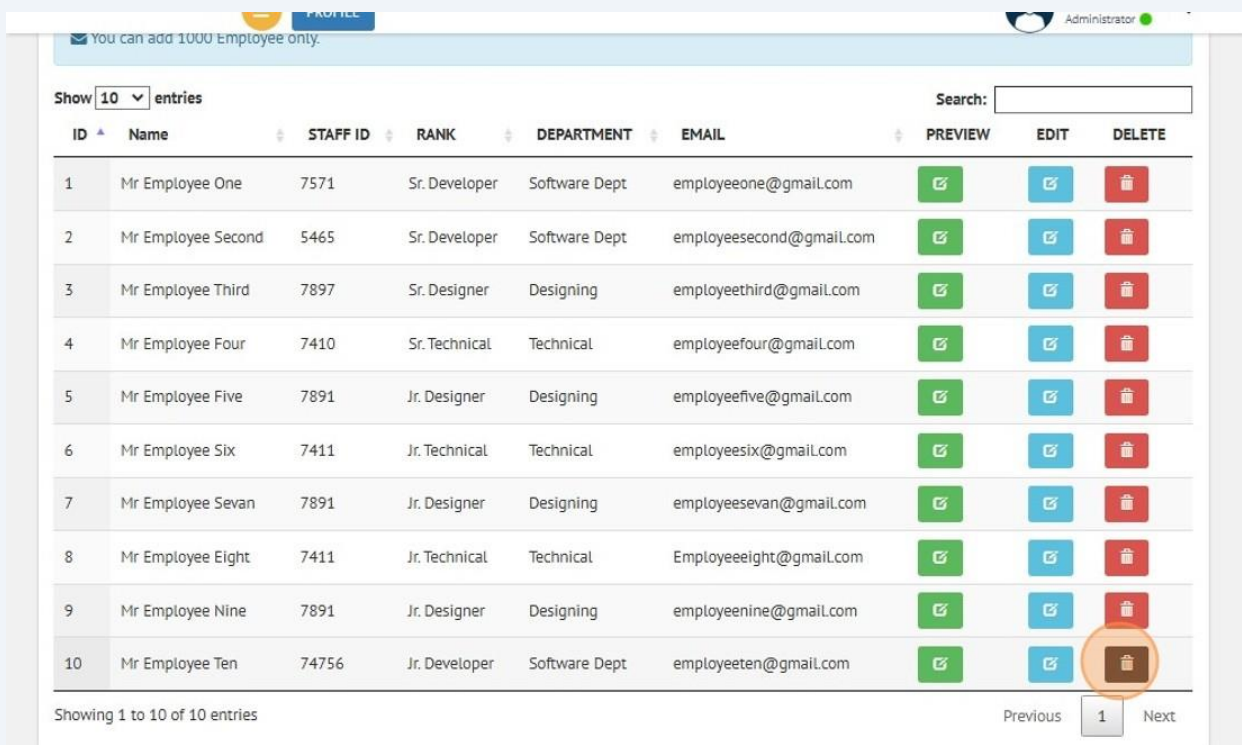 PROFILE
Administrator
You can add 1000 Employee only.
Show 10 entries Search:
ID Name STAFF ID RANK DEPARTMENT EMAIL PREVIEW EDIT DELETE
1 Mr Employee One 7571 Sr. Developer Software Dept employeeone@gmail.com
2 Mr Employee Second 5465 Sr. Developer Software Dept employeesecond@gmail.com
3 Mr Employee Third 7897 Sr. Designer Designing employeethird@gmail.com
4 Mr Employee Four 7410 Sr. Technical Technical employeefour@gmail.com
5 Mr Employee Five 7891 Jr. Designer Designing employeefive@gmail.com
6 Mr Employee Six 7411 Jr. Technical Technical employeesix@gmail.com
7 Mr Employee Sevan 7891 Jr. Designer Designing employeesevan@gmail.com
8 Mr Employee Eight 7411 Jr. Technical Technical Employeeeight@gmail.com
9 Mr Employee Nine 7891 Jr. Designer Designing employeenine@gmail.com
10 Mr Employee Ten 74756 Jr. Developer Software Dept employeeten@gmail.com
Showing 1 to 10 of 10 entries Previous 1 Next